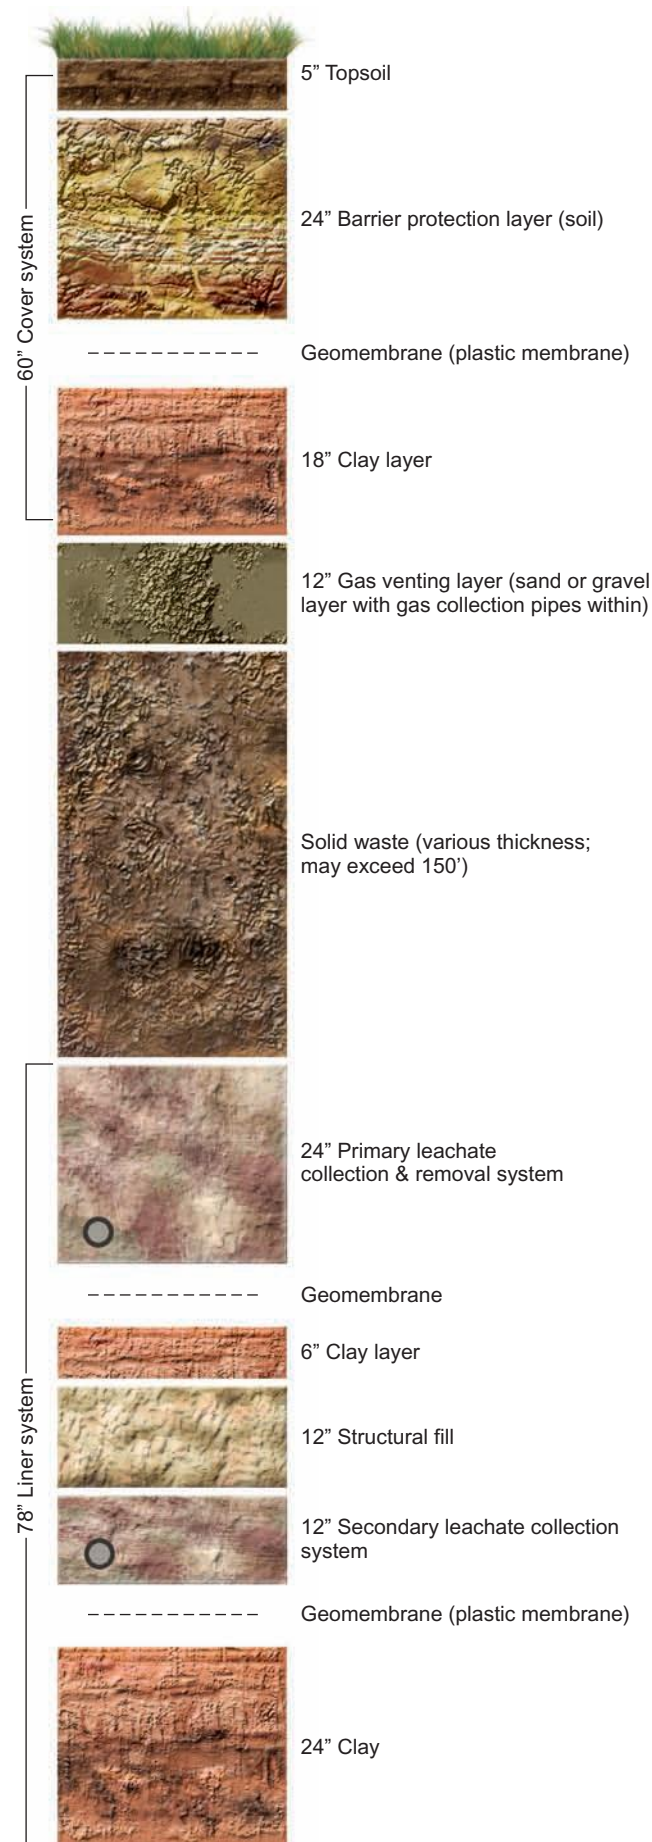 5” Topsoil
24” Barrier protection layer (soil)
60” Cover system
Geomembrane (plastic membrane)
18” Clay layer
12” Gas venting layer (sand or gravel
layer with gas collection pipes within)
Solid waste (various thickness;
may exceed 150’)
24” Primary leachate
collection & removal system
Geomembrane
6” Clay layer
78” Liner system
12” Structural fill
12” Secondary leachate collection
system
Geomembrane (plastic membrane)
24” Clay